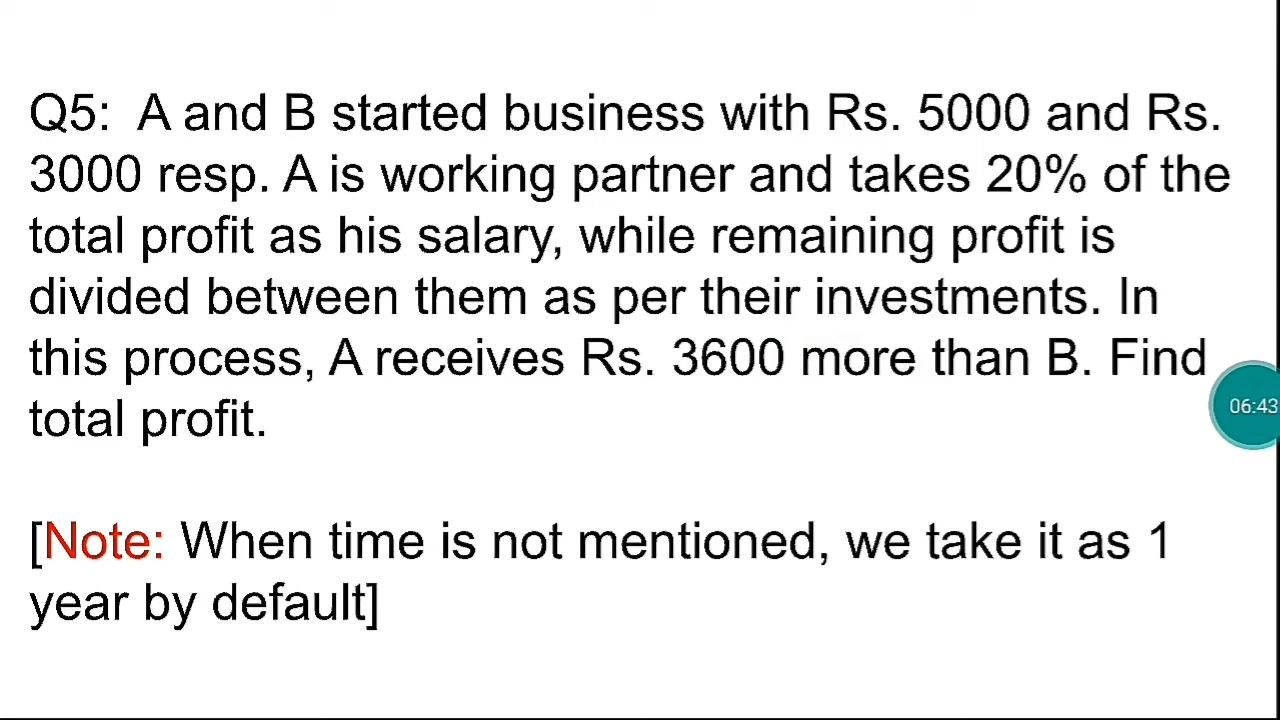 Q5:  A and B started business with Rs. 5000 and Rs.
3000 resp. A is working partner and takes 20% of the
total profit as his salary, while remaining profit is
divided between them as per their investments. In
this process, A receives Rs. 3600 more than B. Find
total profit.
06:43
[Note: When time is not mentioned, we take it as 1
year by default]